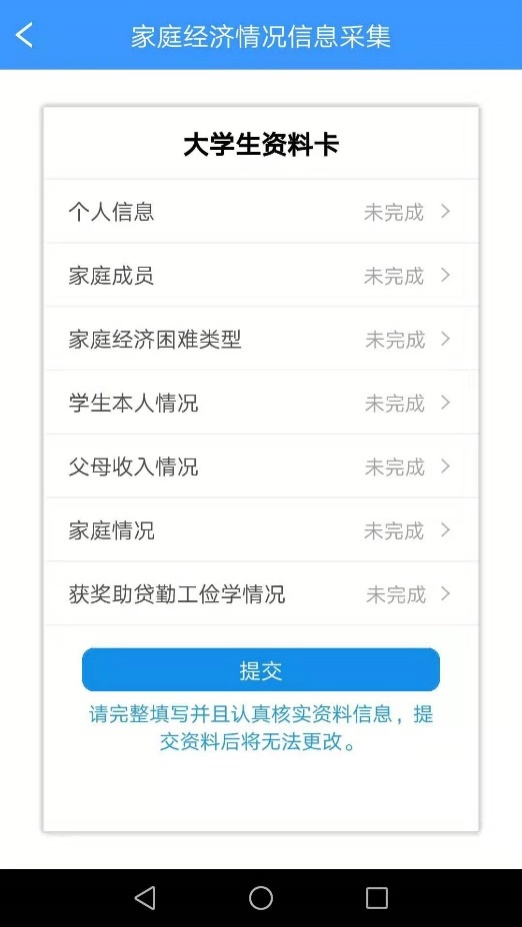 家庭经济情况信息采集
大学生资料卡
个人信息 未完成
家庭成员 未完成
家庭经济困难类型 未完成
学生本人情况 未完成
父母收入情况 未完成
家庭情况 未完成
获奖助贷勤工俭学情况 未完成
提交
请完整填写并且认真核实资料信息，提
交资料后将无法更改。